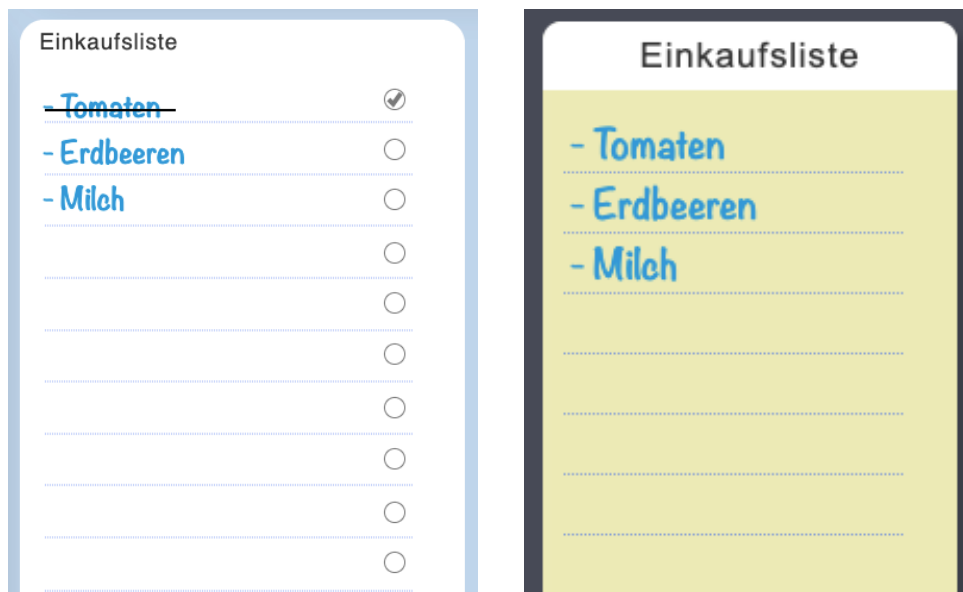 Einkaufsliste
- Tomaten
- Erdbeeren
- Milch
Einkaufsliste
- Tomaten
- Erdbeeren
- Milch